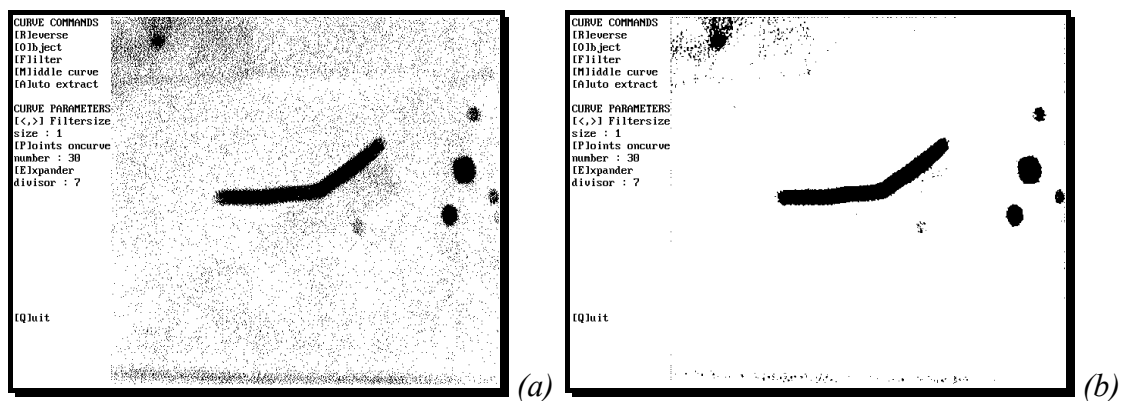 CURVE COMMANDS
[R]everse
[O]bject
[F]ilter
[M]iddle curve
[A]uto extract
CURVE PARAMETERS
[<,>] Filtersize
size : 1
[P]oints oncurve
number : 30
[E]xpander
divisor : 7
[Q]uit
(a)
CURVE COMMANDS
[R]everse
[O]bject
[F]ilter
[M]iddle curve
[A]uto extract
CURVE PARAMETERS
[<,>] Filtersize
size : 1
[P]oints oncurve
number : 30
[E]xpander
divisor : 7
[Q]uit
(b)